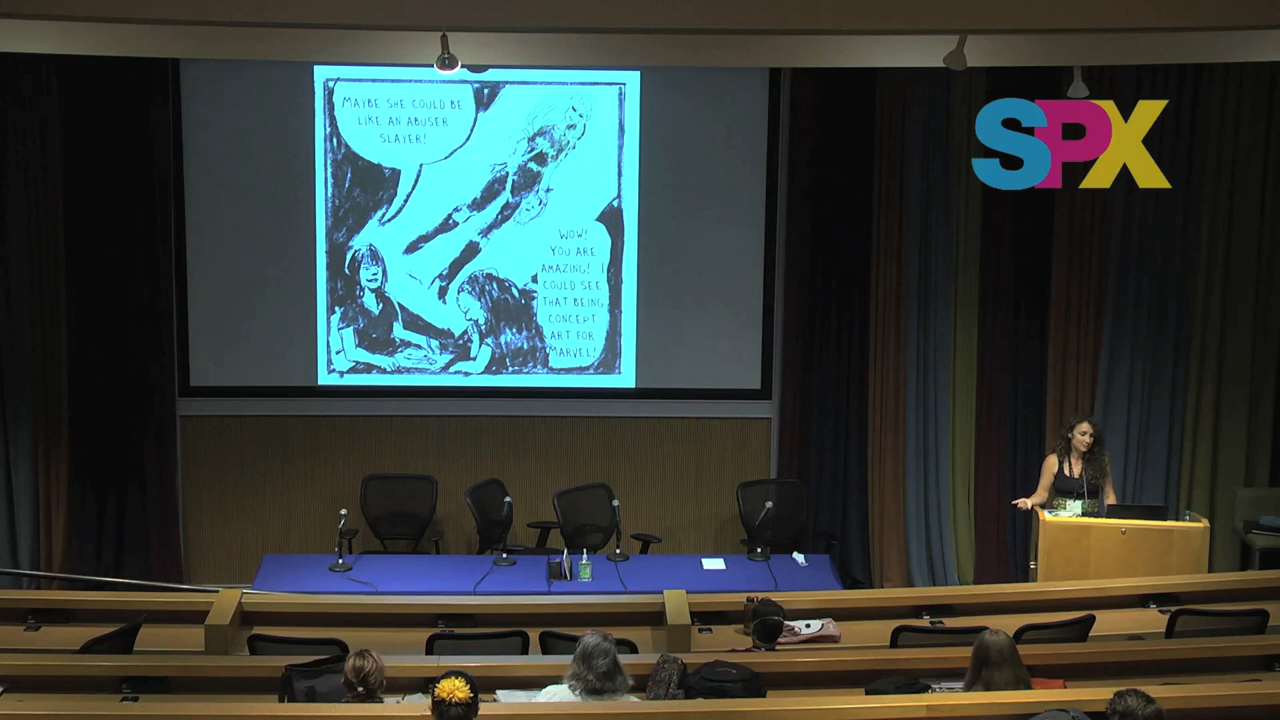 MAYBE SHE COULD BE
LIKE AN ABUSER
SLAYER!
WOW!
YOU ARE
AMAZING! I
COULD SEE
THAT BEING
CONCEPT
ART FOR
MARVEL!
SPX